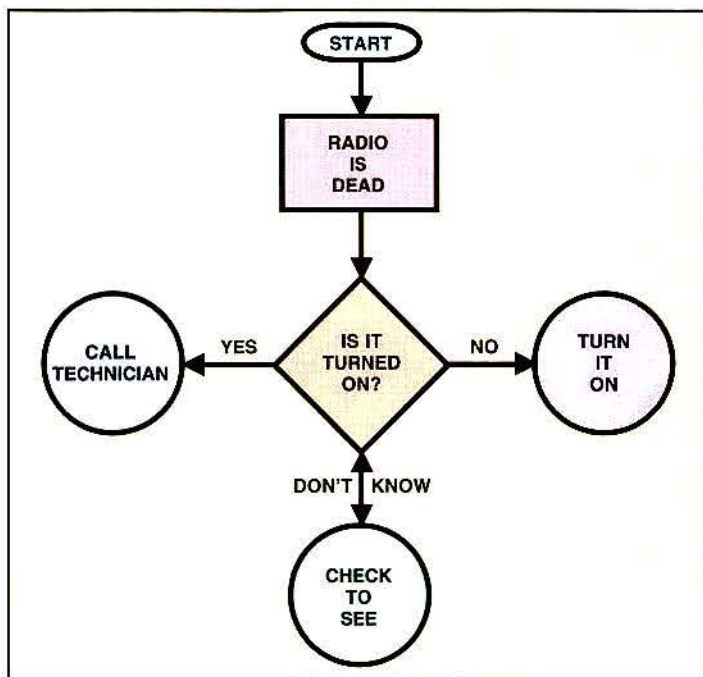 START
RADIO
IS
DEAD
IS IT
TURNED
ON?
YES
CALL
TECHNICIAN
NO
TURN
IT
ON
DON'T KNOW
CHECK
TO
SEE